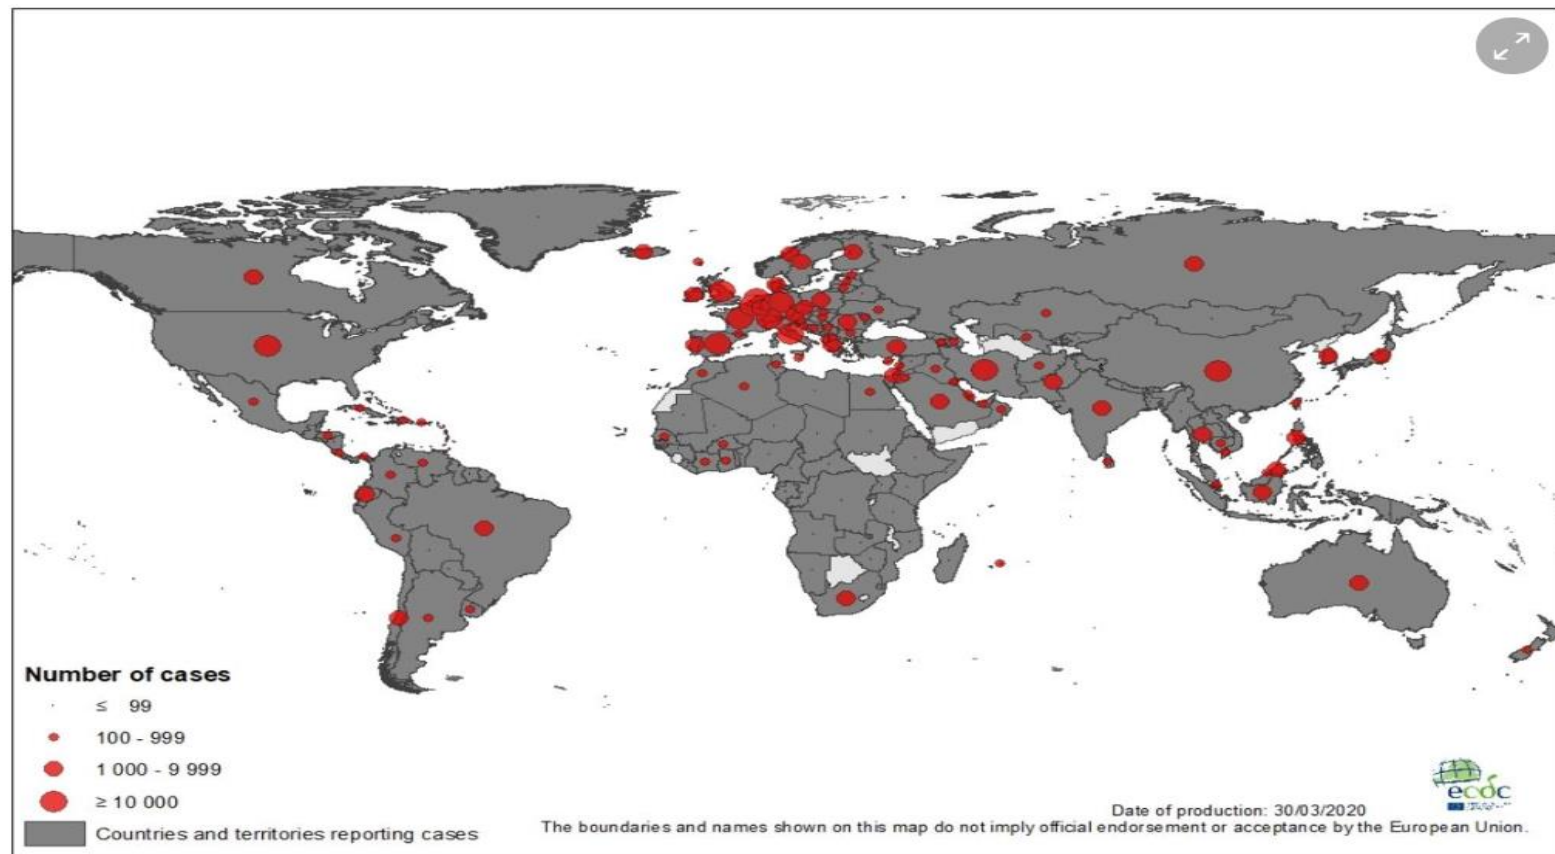 Number of cases
≤ 99
100 - 999
1 000 - 9 999
≥ 10 000
Countries and territories reporting cases
ecdc
Date of production: 30/03/2020
The boundaries and names shown on this map do not imply official endorsement or acceptance by the European Union.